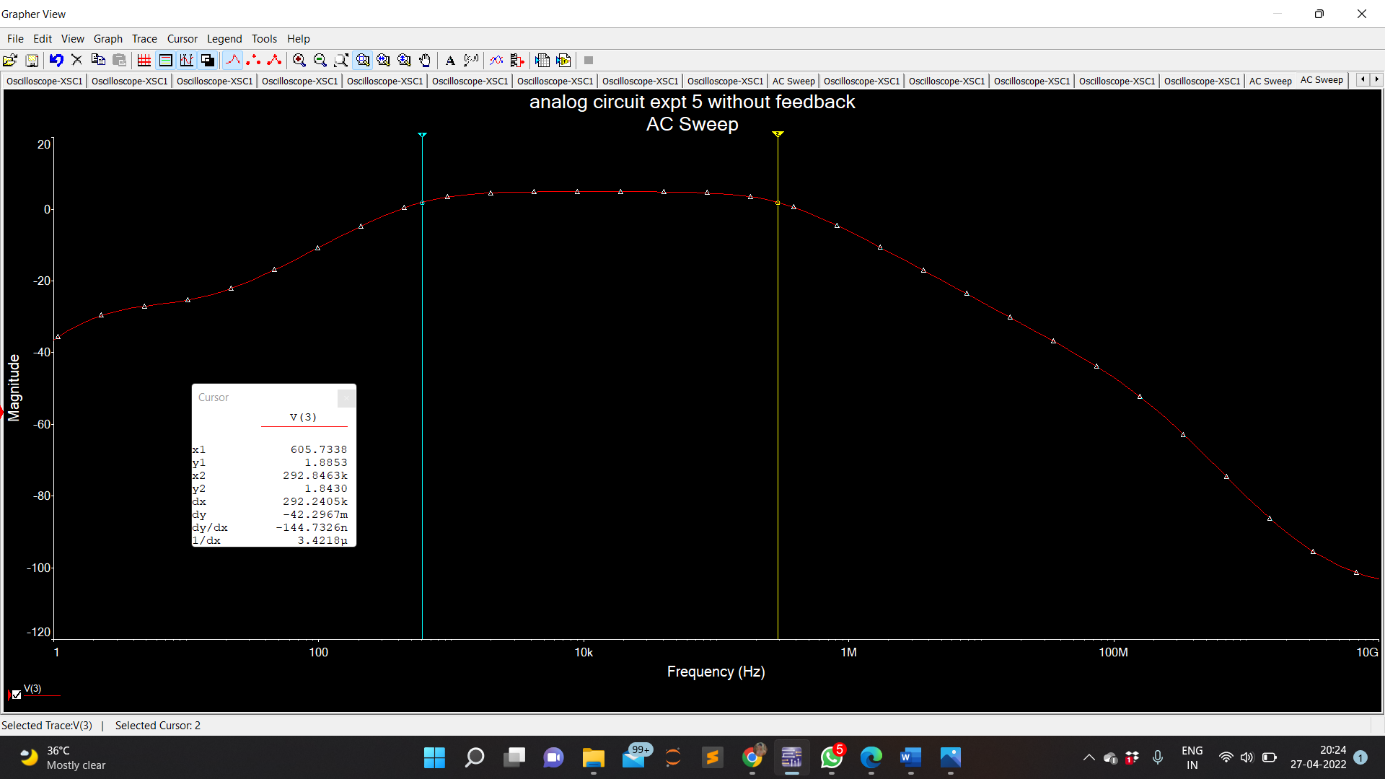 Grapher View
File Edit View Graph Trace Cursor Legend Tools Help
A
Oscilloscope-XSC1 Oscilloscope-XSC1 Oscilloscope-XSC1 Oscilloscope-XSC1 Oscilloscope-XSC1 Oscilloscope-XSC1 Oscilloscope-XSC1 Oscilloscope-XSC1 Oscilloscope-XSC1 AC Sweep Oscilloscope-XSC1 Oscilloscope-XSC1 Oscilloscope-XSC1 Oscilloscope-XSC1 Oscilloscope-XSC1 AC Sweep AC Sweep
analog circuit expt 5 without feedback
AC Sweep
20
0
-20
-40
-60
-80
-100
-120
Magnitude
Cursor
V(3)
x1 605.7338
y1 1.8853
x2 292.8463k
y2 1.8430
dx 292.2405k
dy -42.2967m
dy/dx -144.7326n
1/dx 3.4218µ
1 100 10k 1M 100M 10G
Frequency (Hz)
V(3)
Selected Trace:V(3) | Selected Cursor: 2
36°C
Mostly clear
99+
5
W
1
ENG
IN
20:24
27-04-2022
1